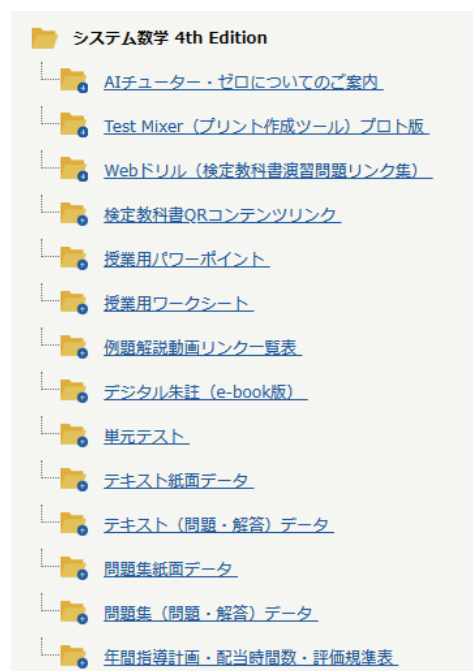 システム数学 4th Edition
AIチューター・ゼロについてのご案内
Test Mixer（プリント作成ツール）プロト版
Webドリル（検定教科書演習問題リンク集）
検定教科書QRコンテンツリンク
授業用パワーポイント
授業用ワークシート
例題解説動画リンク一覧表
デジタル朱註（e-book版）
単元テスト
テキスト紙面データ
テキスト（問題・解答）データ
問題集紙面データ
問題集（問題・解答）データ
年間指導計画・配当時間数・評価規準表